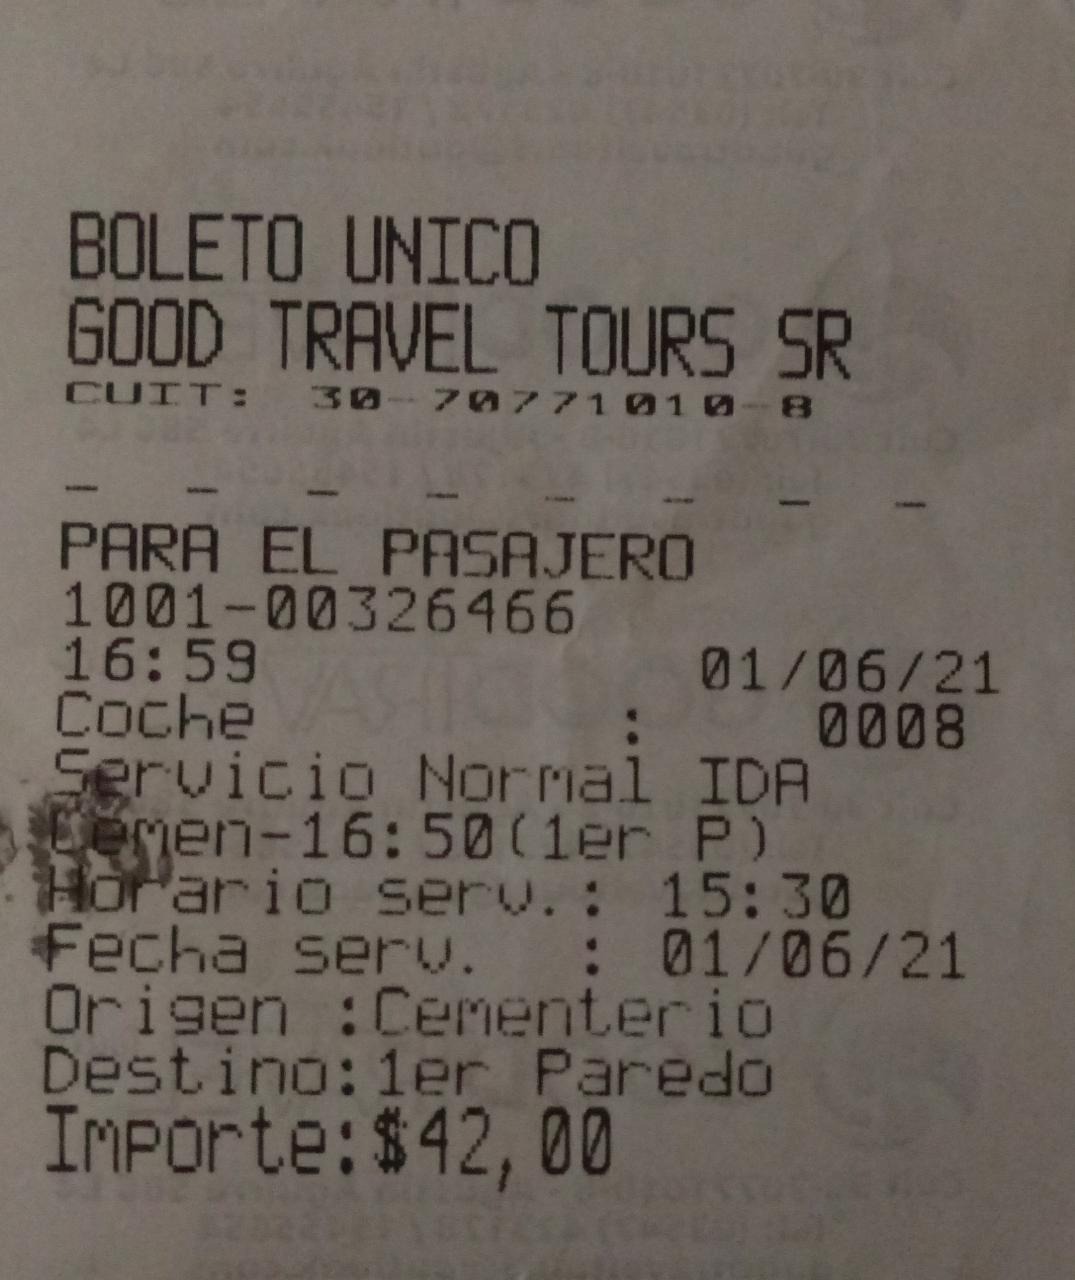 BOLETO UNICO
GOOD TRAVEL TOURS SR
CUIT: 30-70771010-8
- - - - - - - -
PARA EL PASAJERO
1001-00326466
16:59 01/06/21
Coche : 0008
Servicio Normal IDA
Cemen-16:50(1er P)
Horario serv.: 15:30
Fecha serv. : 01/06/21
Origen :Cementerio
Destino:1er Paredo
Importe:$42,00